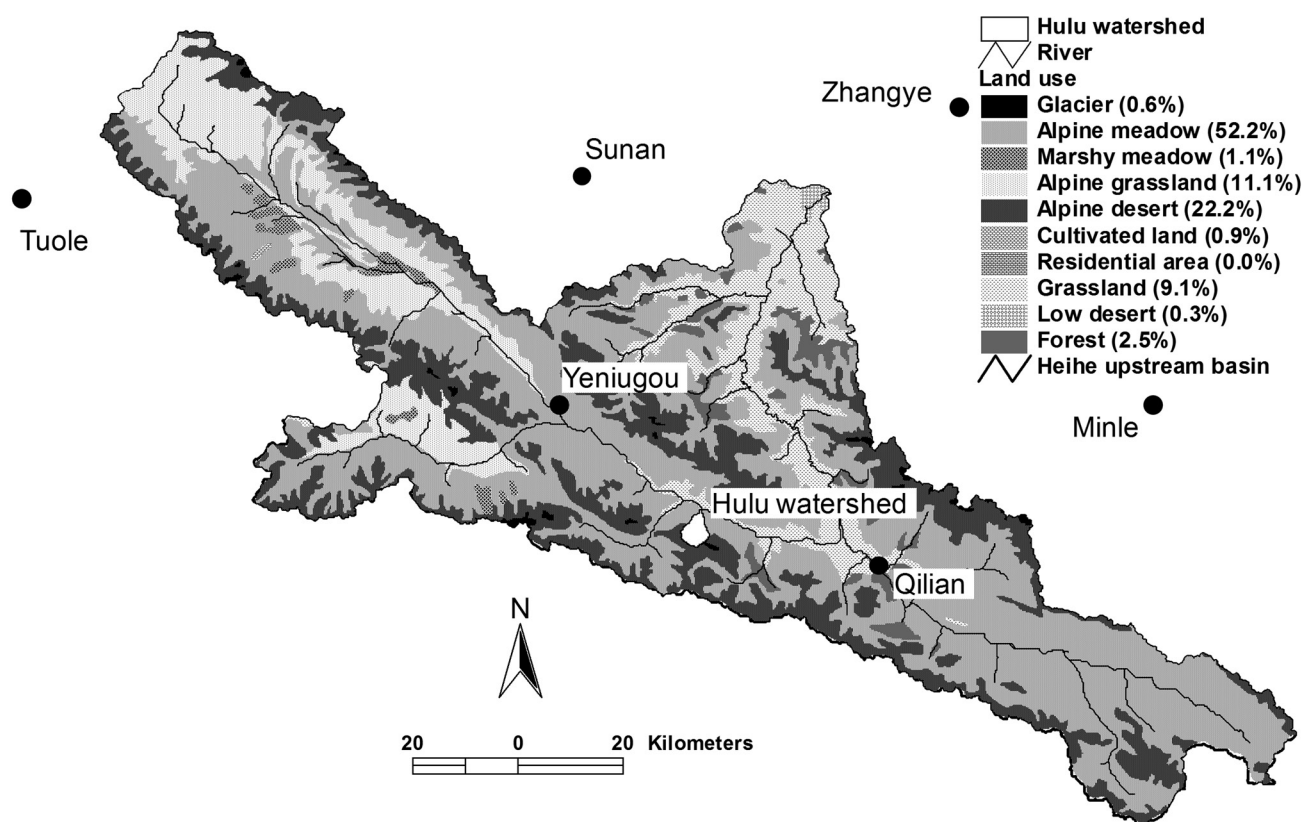 Hulu watershed
River
Land use
Glacier (0.6%)
Alpine meadow (52.2%)
Marshy meadow (1.1%)
Alpine grassland (11.1%)
Alpine desert (22.2%)
Cultivated land (0.9%)
Residential area (0.0%)
Grassland (9.1%)
Low desert (0.3%)
Forest (2.5%)
Heihe upstream basin
Zhangye
Sunan
Tuole
Yeniugou
Minle
Hulu watershed
Qilian
N
20 0 20 Kilometers